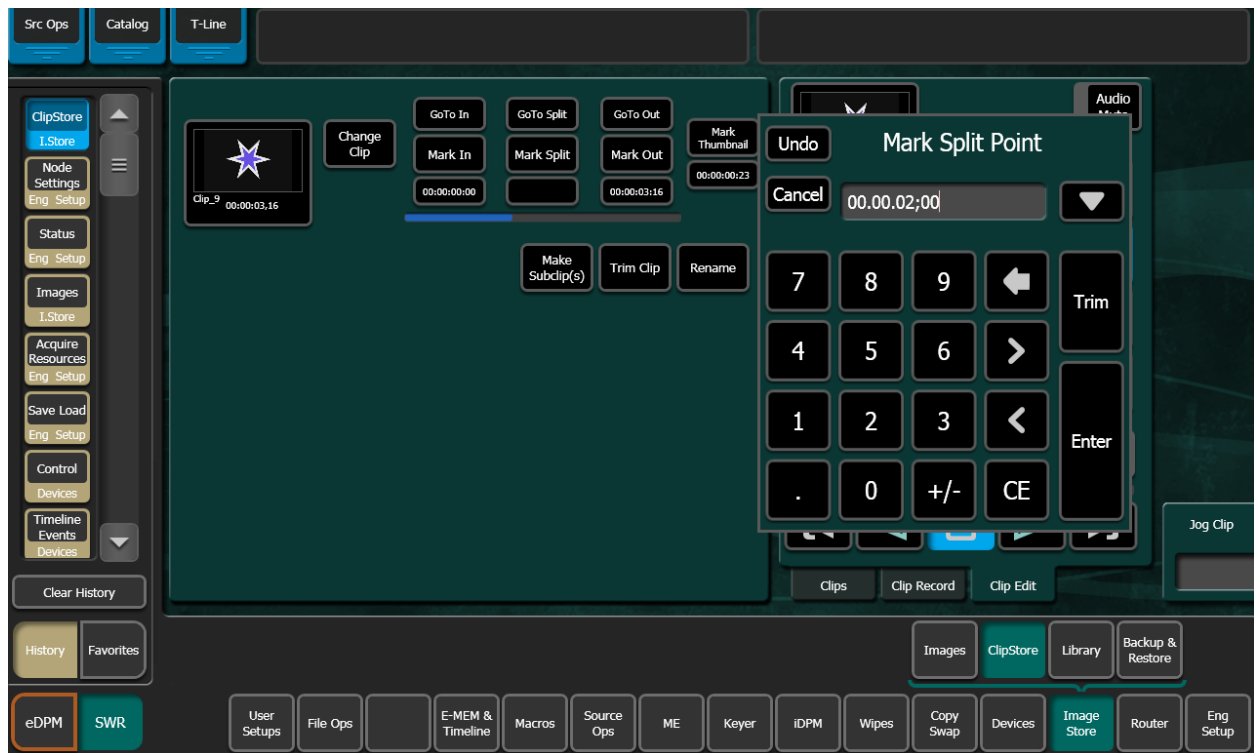 Src Ops
Catalog
T-Line
ClipStore
I.Store
Node
Settings
Eng Setup
Status
Eng Setup
Images
I.Store
Acquire
Resources
Eng Setup
Save Load
Eng Setup
Control
Devices
Timeline
Events
Devices
Clear History
History
Favorites
Clip_9
00:00:03,16
Change
Clip
GoTo In
GoTo Split
GoTo Out
Mark In
Mark Split
Mark Out
00:00:00:00
00:00:03:16
Mark
Thumbnail
00:00:00:23
Make
Subclip(s)
Trim Clip
Rename
Audio
Undo
Mark Split Point
Cancel
00.00.02;00
7
8
9
Trim
4
5
6
1
2
3
Enter
.
0
+/-
CE
Clips
Clip Record
Clip Edit
Jog Clip
Images
ClipStore
Library
Backup &
Restore
eDPM
SWR
User
Setups
File Ops
E-MEM &
Timeline
Macros
Source
Ops
ME
Keyer
iDPM
Wipes
Copy
Swap
Devices
Image
Store
Router
Eng
Setup